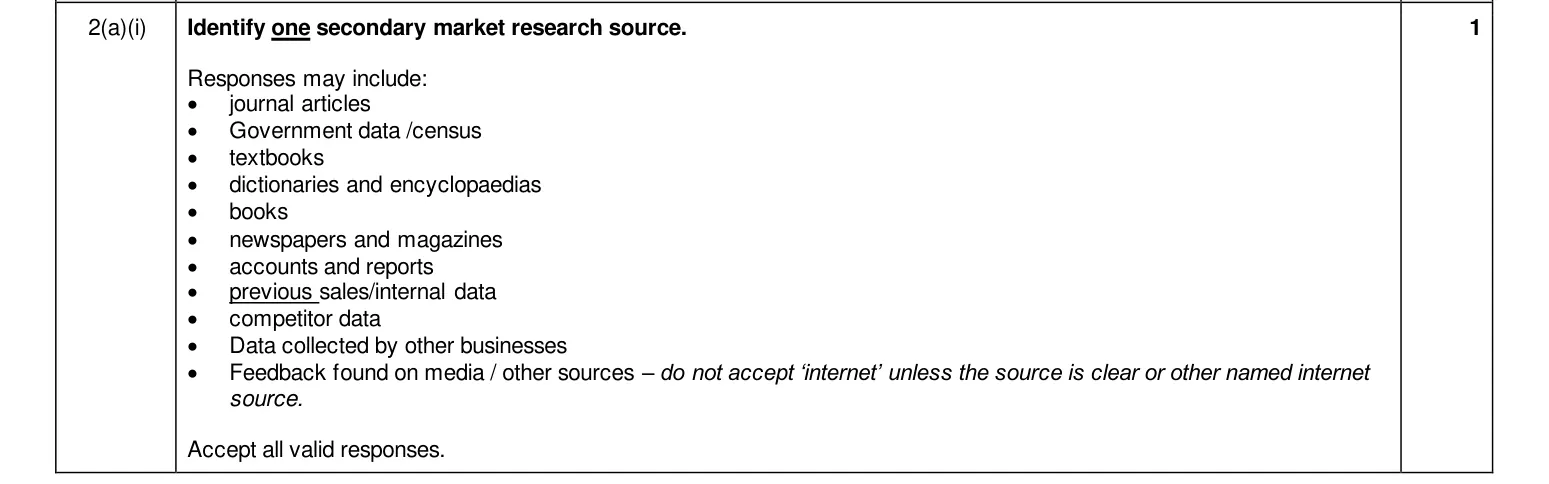 2(a)(i) Identify one secondary market research source. 1
Responses may include:
• journal articles
• Government data /census
• textbooks
• dictionaries and encyclopaedias
• books
• newspapers and magazines
• accounts and reports
• previous sales/internal data
• competitor data
• Data collected by other businesses
• Feedback found on media / other sources – do not accept ‘internet’ unless the source is clear or other named internet
source.
Accept all valid responses.